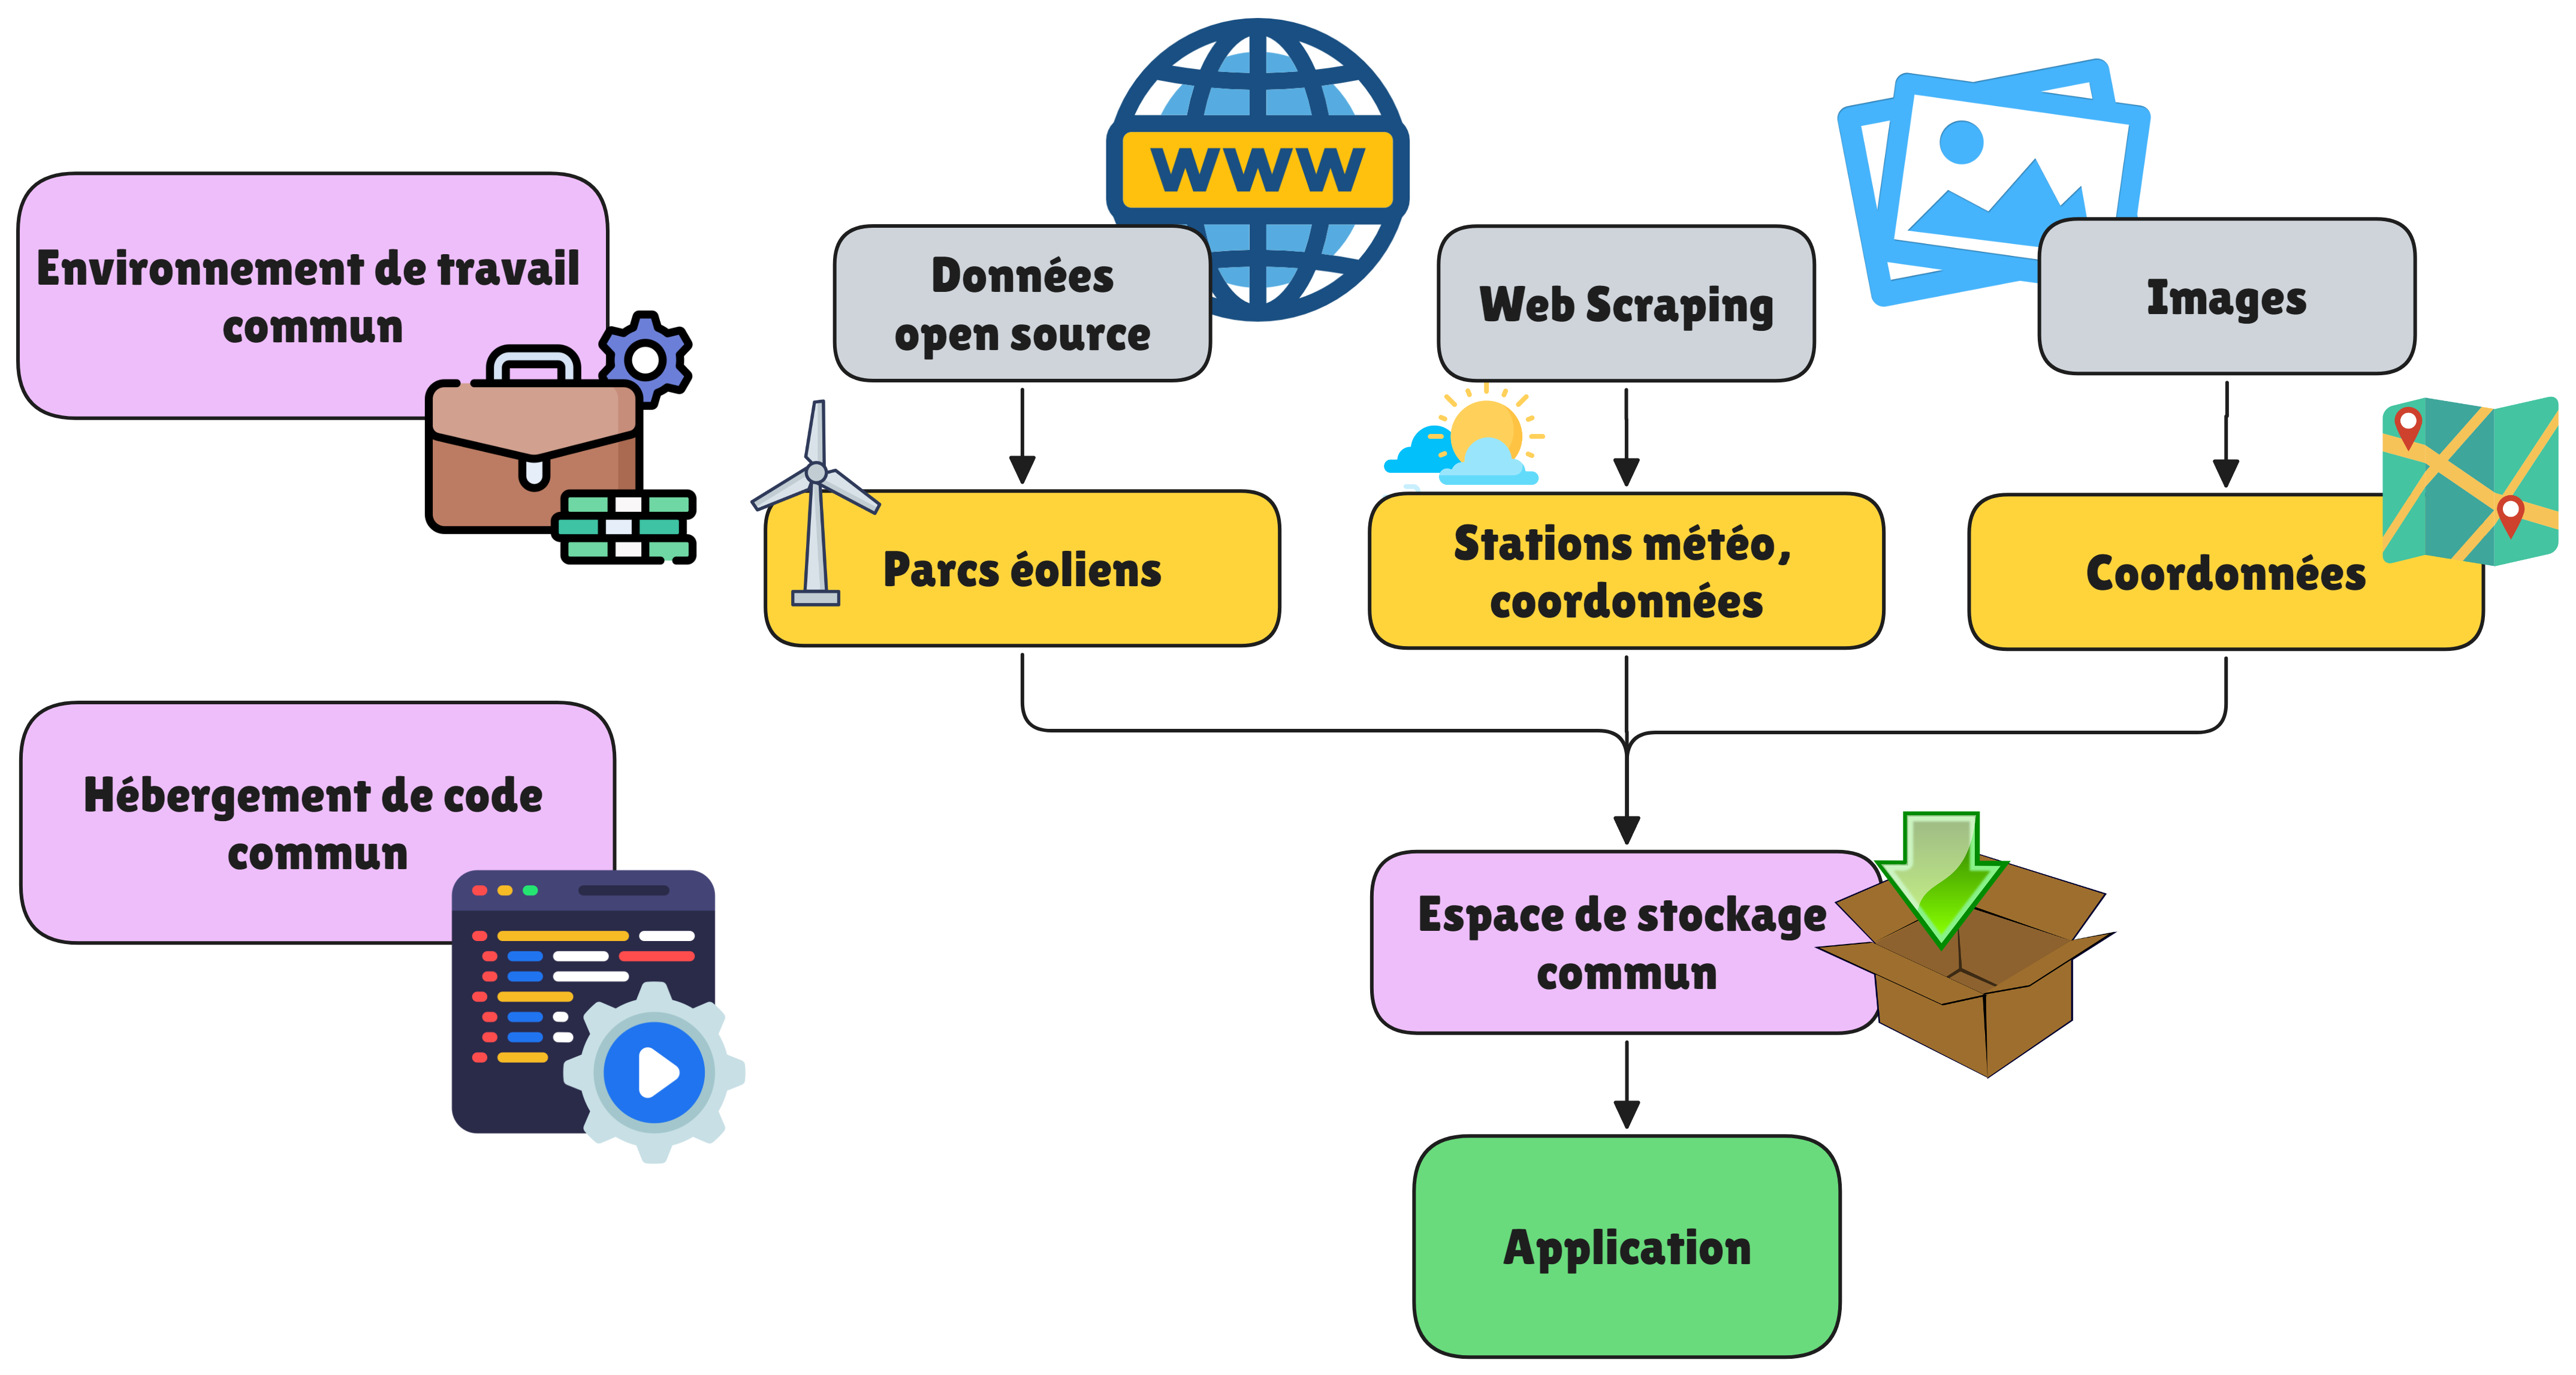 WWW
Environnement de travail
commun
Données
open source
Web Scraping
Images
Parcs éoliens
Stations météo,
coordonnées
Coordonnées
Hébergement de code
commun
Espace de stockage
commun
Application